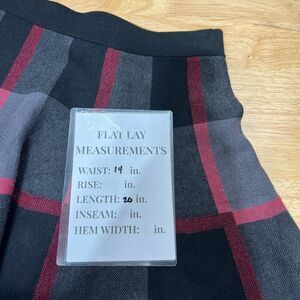 FLAT LAY
MEASUREMENTS
WAIST: 14 in.
RISE: in.
LENGTH: 20 in.
INSEAM: in.
HEM WIDTH: in.